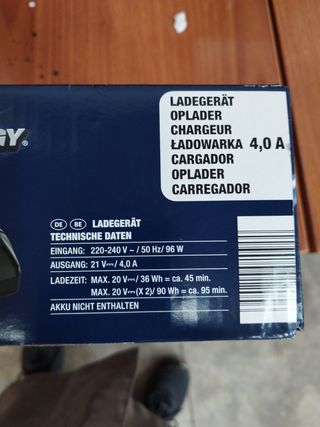 GY®
LADEGERÄT
OPLADER
CHARGEUR
ŁADOWARKA 4,0 A
CARGADOR
OPLADER
CARREGADOR
DE BE LADEGERÄT
TECHNISCHE DATEN
EINGANG: 220-240 V ~ / 50 Hz/ 96 W
AUSGANG: 21 V⎓/ 4,0 A
LADEZEIT: MAX. 20 V⎓/ 36 Wh = ca. 45 min.
MAX. 20 V⎓(X 2)/ 90 Wh = ca. 95 min.
AKKU NICHT ENTHALTEN